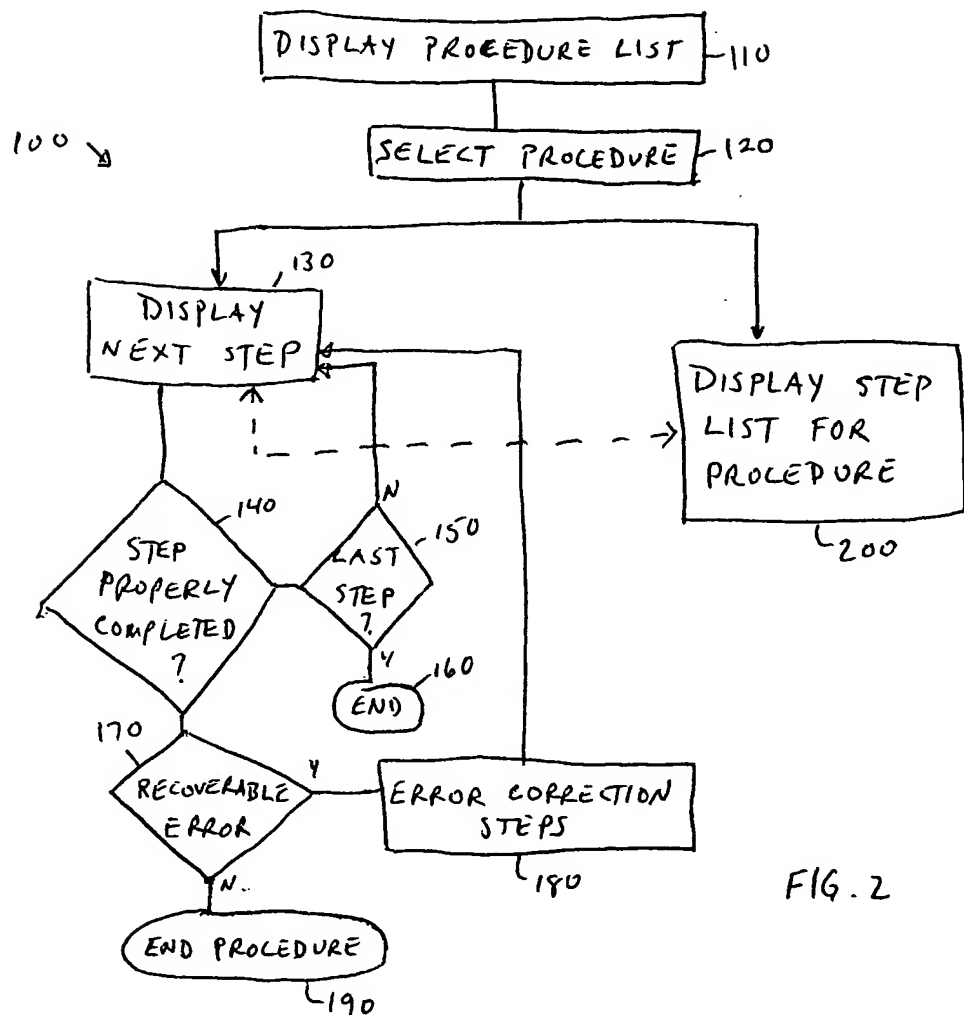 DISPLAY PROCEDURE LIST
110
100
SELECT PROCEDURE
120
130
DISPLAY
NEXT STEP
DISPLAY STEP
LIST FOR
PROCEDURE
200
140
STEP
PROPERLY
COMPLETED
?
N
150
LAST
STEP
?
Y
160
END
170
RECOVERABLE
ERROR
Y
N.
ERROR CORRECTION
STEPS
180
END PROCEDURE
190
FIG. 2